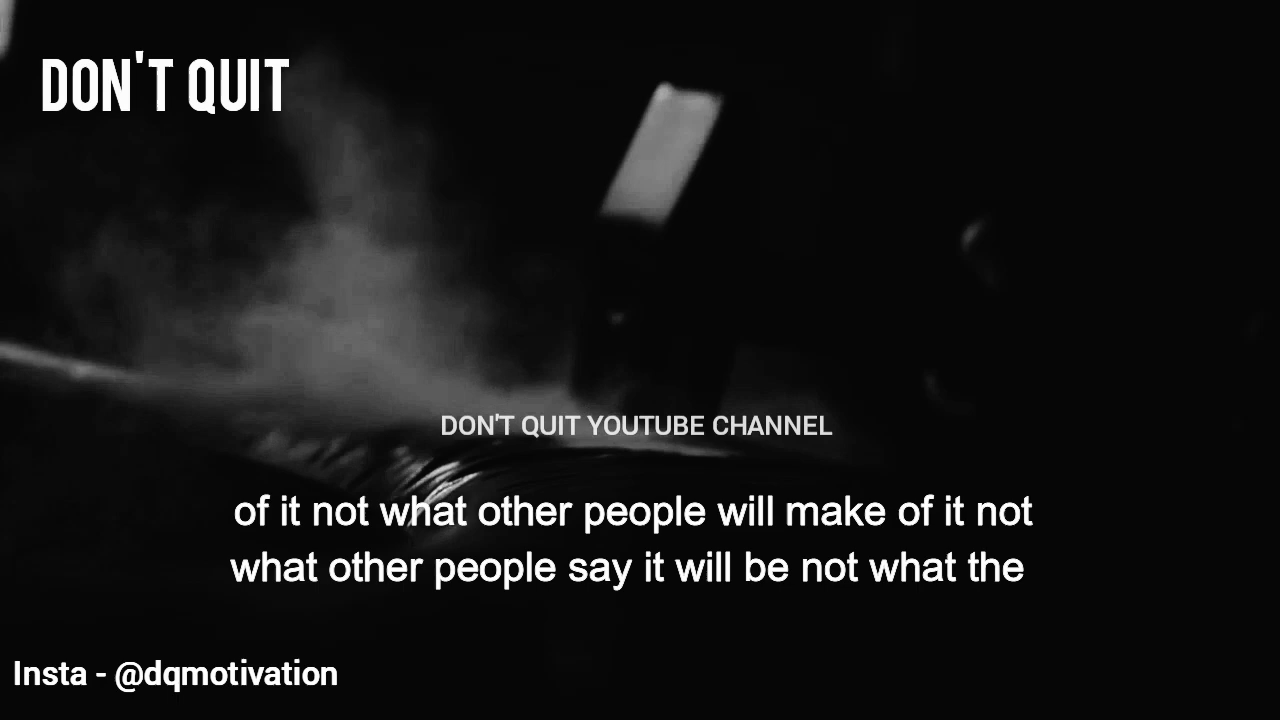 DON'T QUIT
DON'T QUIT YOUTUBE CHANNEL
of it not what other people will make of it not
what other people say it will be not what the
Insta - @dqmotivation